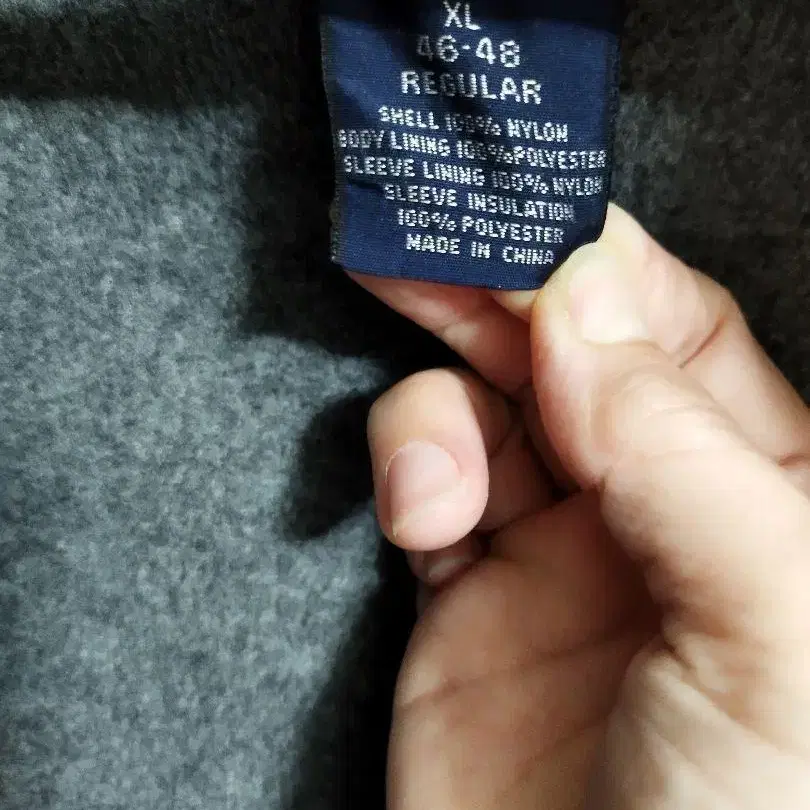 XL
46-48
REGULAR
SHELL 100% NYLON
BODY LINING 100% POLYESTER
SLEEVE LINING 100% NYLON
SLEEVE INSULATION
100% POLYESTER
MADE IN CHINA